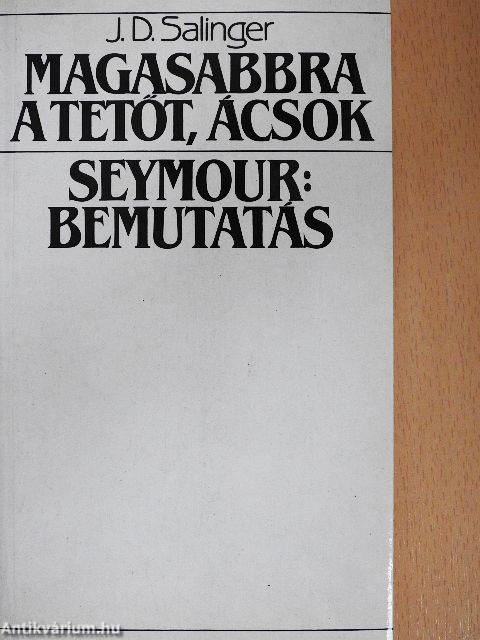 J. D. Salinger
MAGASABBRA
A TETŐT, ÁCSOK
SEYMOUR:
BEMUTATÁS
Antikvárium.hu